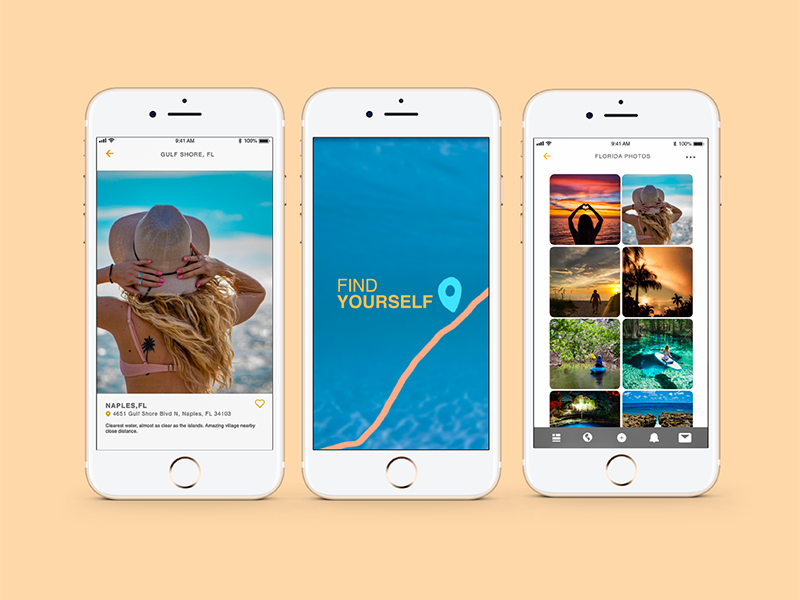 9:41 AM
100%
GULF SHORE, FL
NAPLES,FL
4651 Gulf Shore Blvd N, Naples, FL 34103
Clearest water, almost as clear as the islands. Amazing village nearby
close distance.
FIND
YOURSELF
9:41 AM
100%
FLORIDA PHOTOS